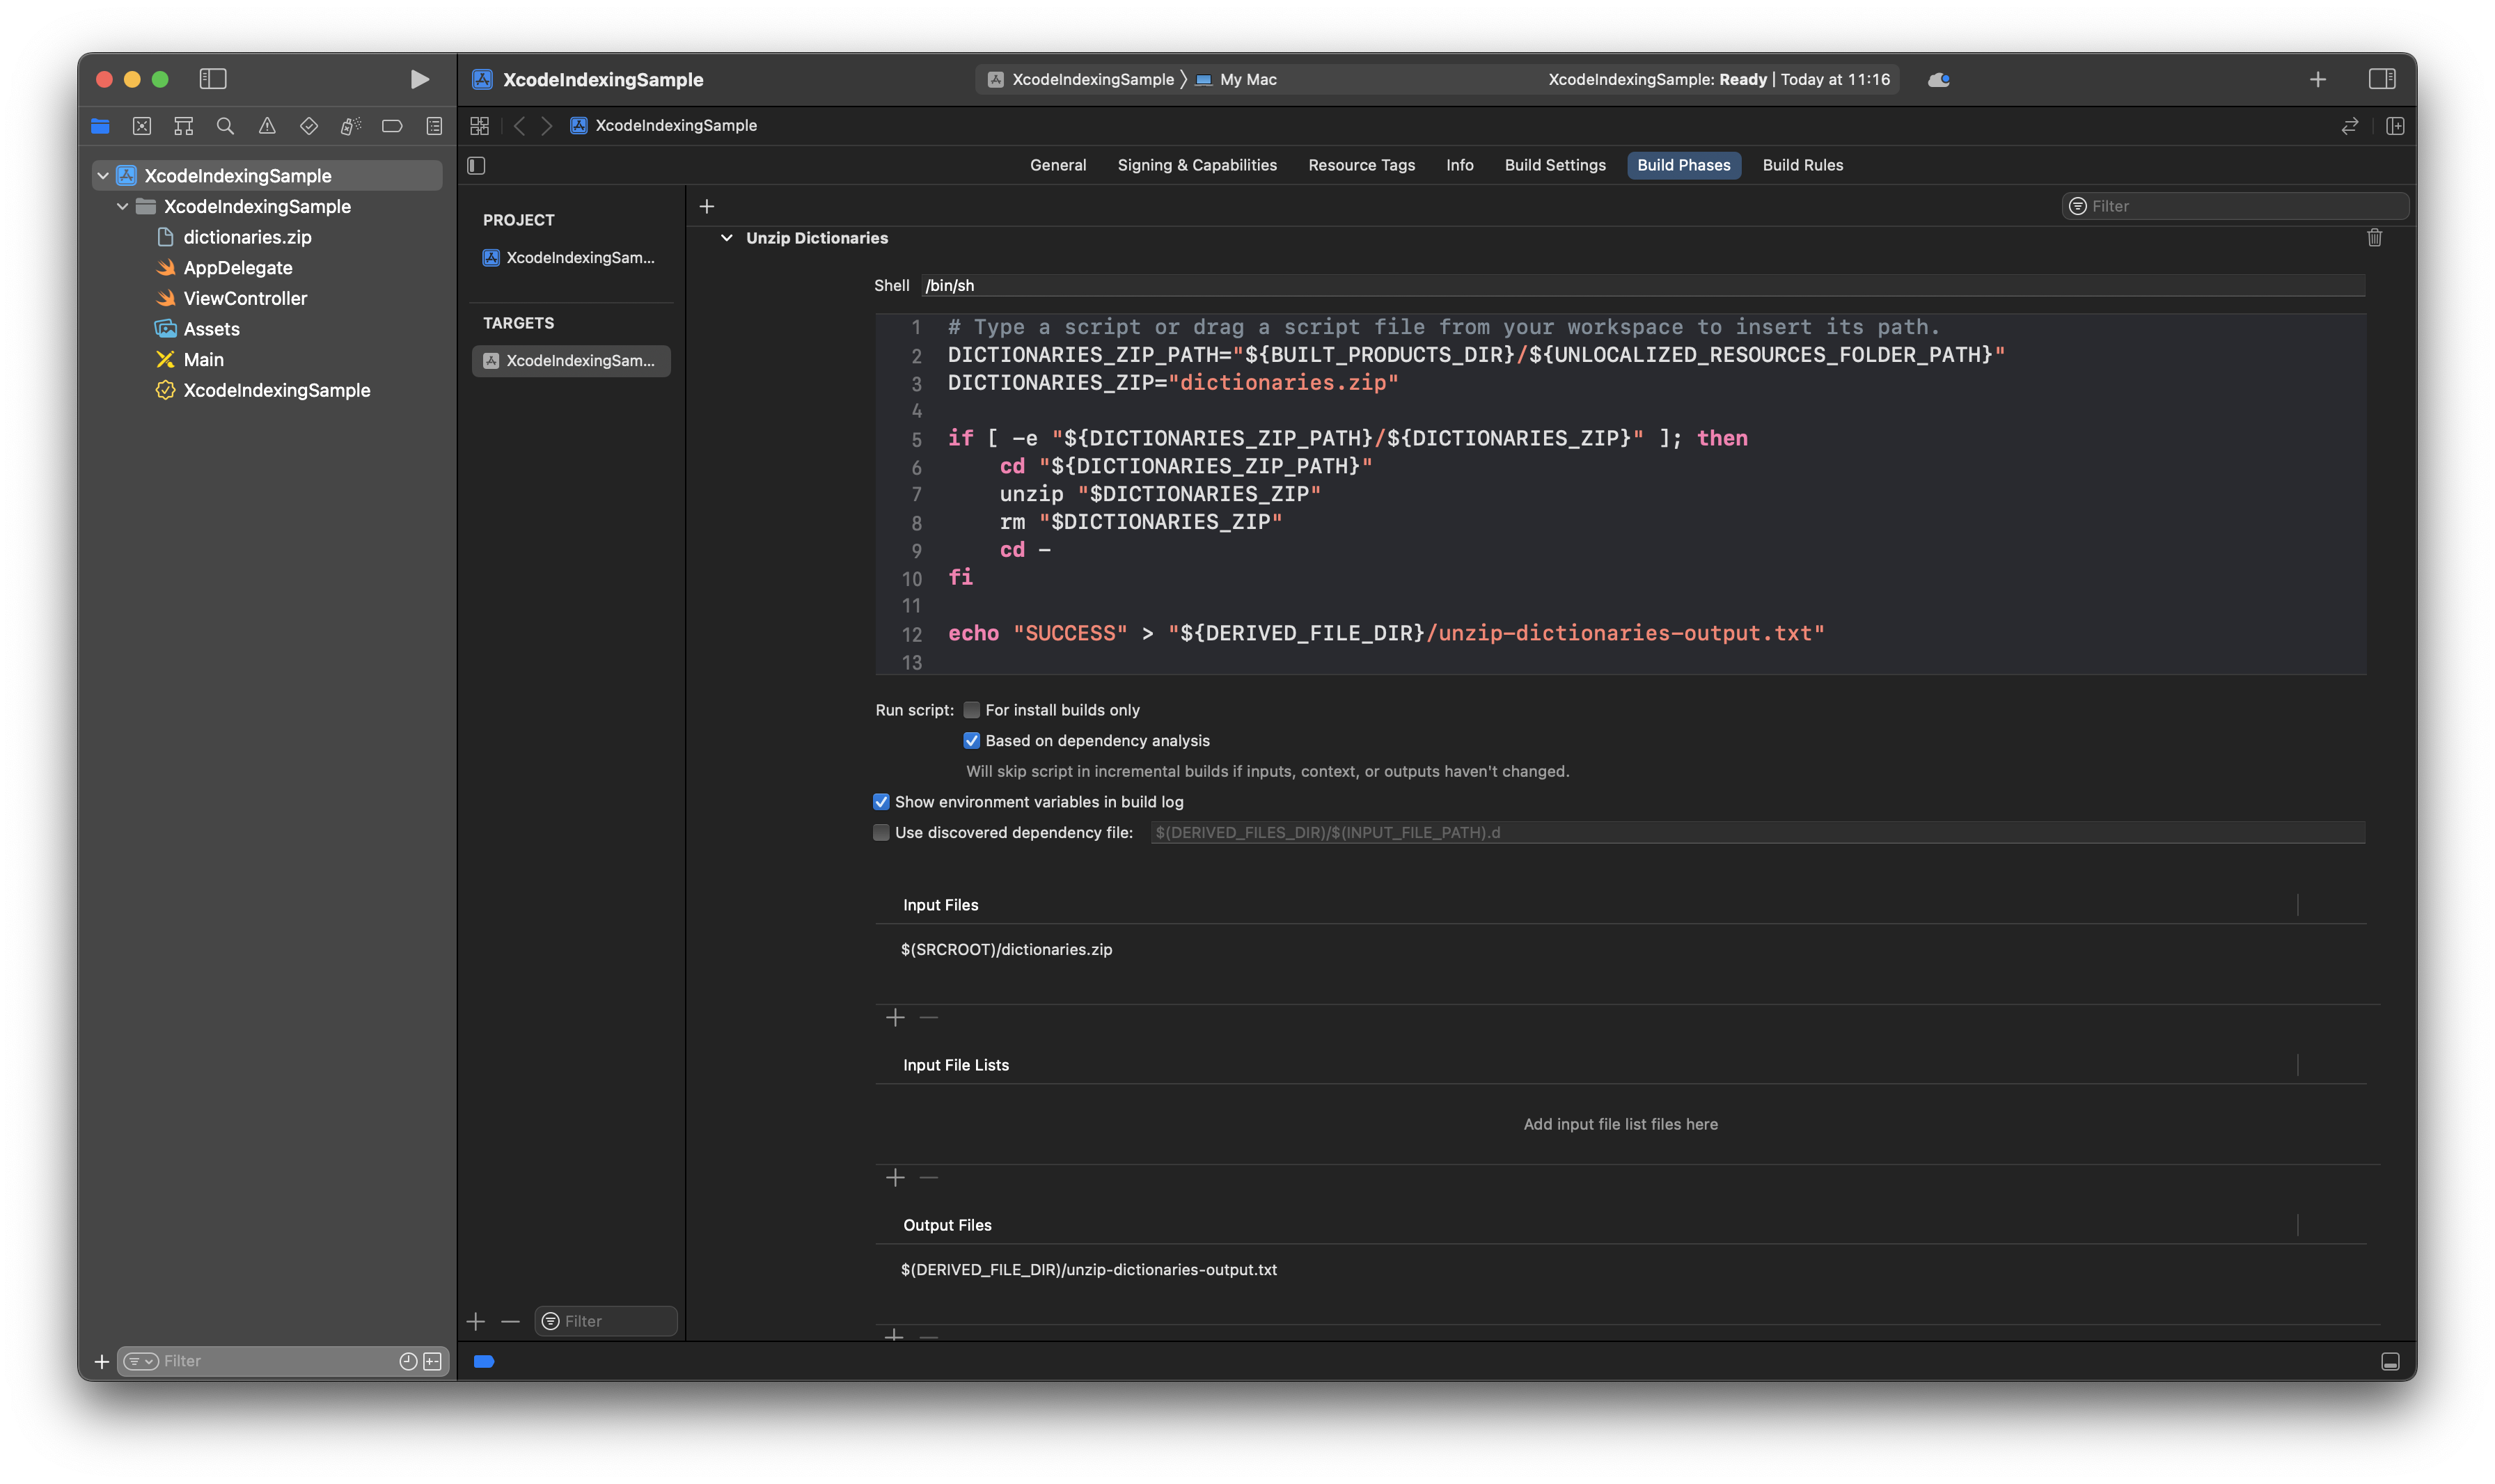 XcodeIndexingSample
XcodeIndexingSample
My Mac
XcodeIndexingSample: Ready | Today at 11:16
XcodeIndexingSample
General
Signing & Capabilities
Resource Tags
Info
Build Settings
Build Phases
Build Rules
XcodeIndexingSample
XcodeIndexingSample
dictionaries.zip
AppDelegate
ViewController
Assets
Main
XcodeIndexingSample
Filter
PROJECT
XcodeIndexingSam...
TARGETS
XcodeIndexingSam...
Filter
Filter
Unzip Dictionaries
Shell /bin/sh
1 # Type a script or drag a script file from your workspace to insert its path.
2 DICTIONARIES_ZIP_PATH="${BUILT_PRODUCTS_DIR}/${UNLOCALIZED_RESOURCES_FOLDER_PATH}"
3 DICTIONARIES_ZIP="dictionaries.zip"
4
5 if [ -e "${DICTIONARIES_ZIP_PATH}/${DICTIONARIES_ZIP}" ]; then
6 cd "${DICTIONARIES_ZIP_PATH}"
7 unzip "$DICTIONARIES_ZIP"
8 rm "$DICTIONARIES_ZIP"
9 cd -
10 fi
11
12 echo "SUCCESS" > "${DERIVED_FILE_DIR}/unzip-dictionaries-output.txt"
13
Run script: For install builds only
Based on dependency analysis
Will skip script in incremental builds if inputs, context, or outputs haven't changed.
Show environment variables in build log
Use discovered dependency file: $(DERIVED_FILES_DIR)/$(INPUT_FILE_PATH).d
Input Files
$(SRCROOT)/dictionaries.zip
Input File Lists
Add input file list files here
Output Files
$(DERIVED_FILE_DIR)/unzip-dictionaries-output.txt